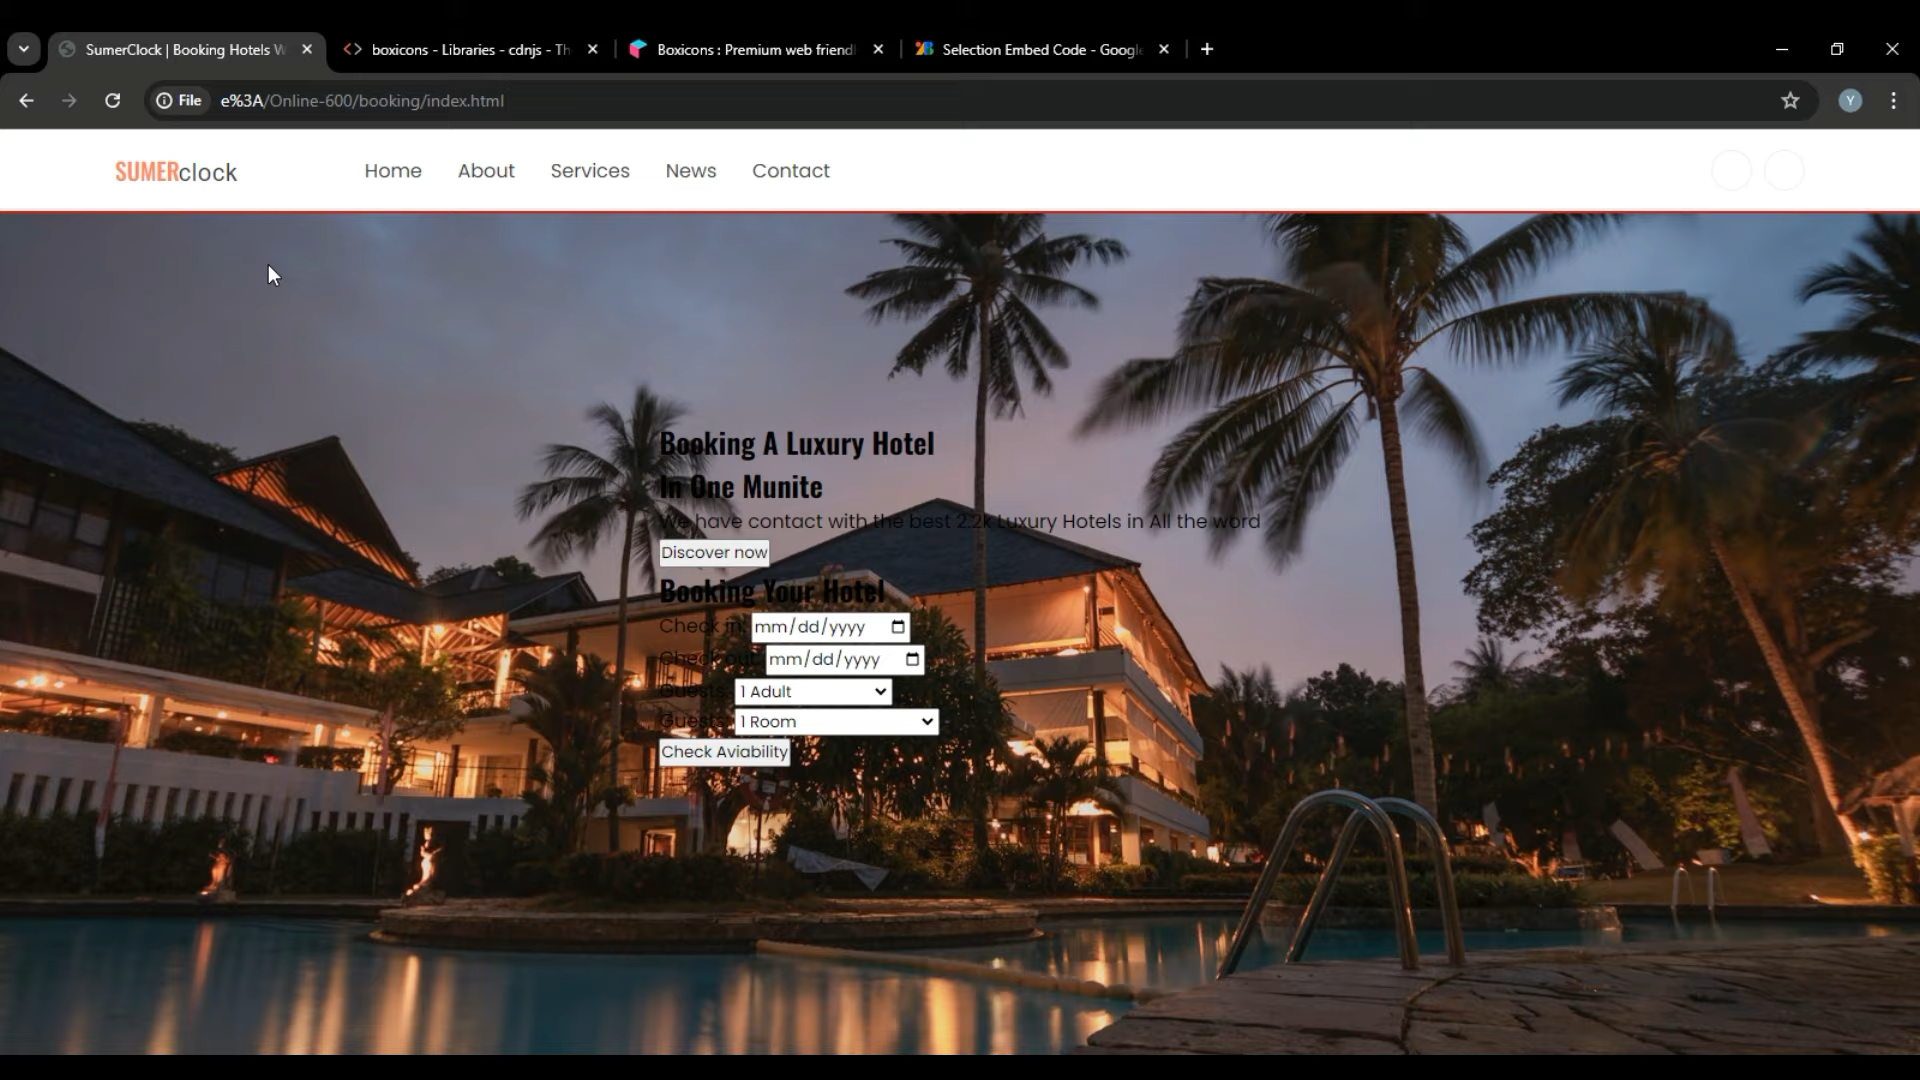 SumerClock | Booking Hotels W
boxicons - Libraries - cdnjs - Th
Boxicons : Premium web friendl
Selection Embed Code - Google
File
e%3A/Online-600/booking/index.html
Y
SUMERclock
Home
About
Services
News
Contact
Booking A Luxury Hotel
In One Munite
We have contact with the best 2.2k Luxury Hotels in All the word
Discover now
Booking Your Hotel
Check in: mm/dd/yyyy
Check out: mm/dd/yyyy
Guests: 1 Adult
Guests: 1 Room
Check Aviability